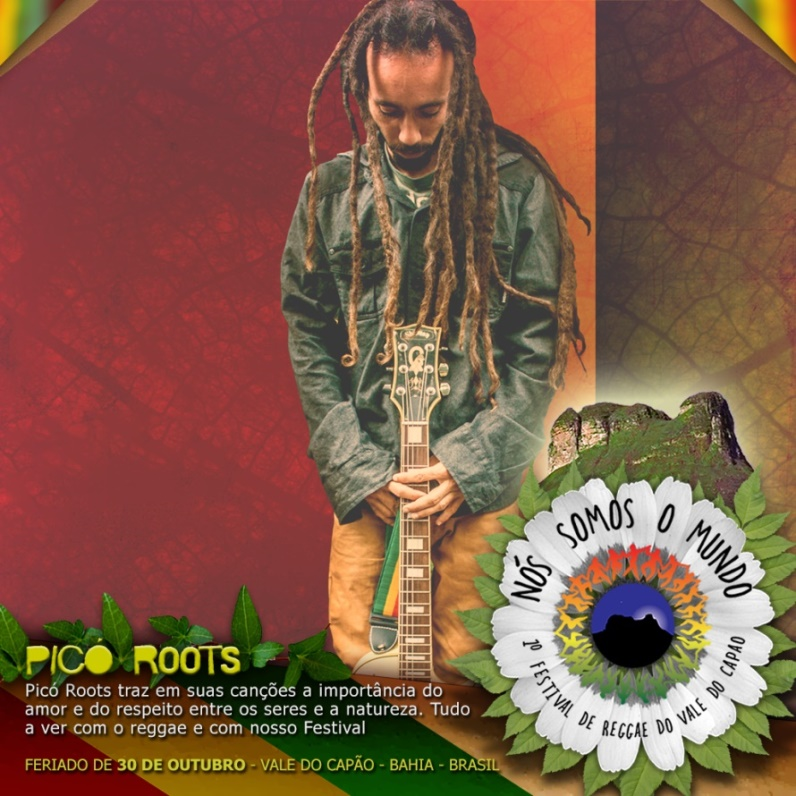 NÓS SOMOS O MUNDO
1º FESTIVAL DE REGGAE DO VALE DO CAPÃO
PICÓ ROOTS
Picó Roots traz em suas canções a importância do
amor e do respeito entre os seres e a natureza. Tudo
a ver com o reggae e com nosso Festival
FERIADO DE 30 DE OUTUBRO - VALE DO CAPÃO - BAHIA - BRASIL